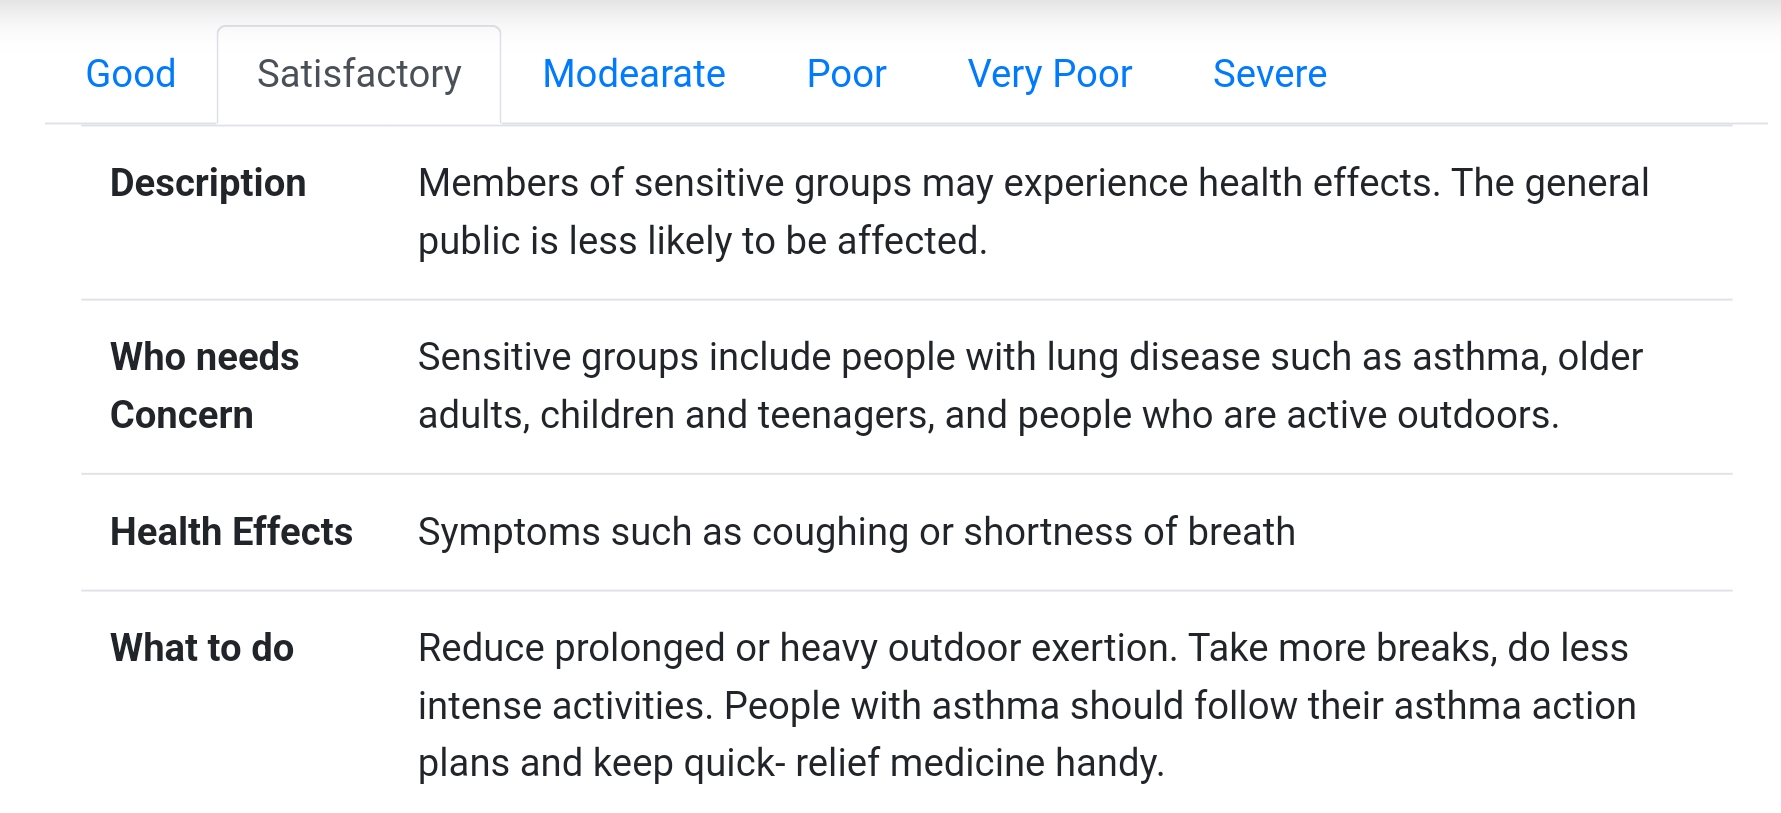 Good Satisfactory Modearate Poor Very Poor Severe
Description Members of sensitive groups may experience health effects. The general
public is less likely to be affected.
Who needs Sensitive groups include people with lung disease such as asthma, older
Concern adults, children and teenagers, and people who are active outdoors.
Health Effects Symptoms such as coughing or shortness of breath
What to do Reduce prolonged or heavy outdoor exertion. Take more breaks, do less
intense activities. People with asthma should follow their asthma action
plans and keep quick- relief medicine handy.